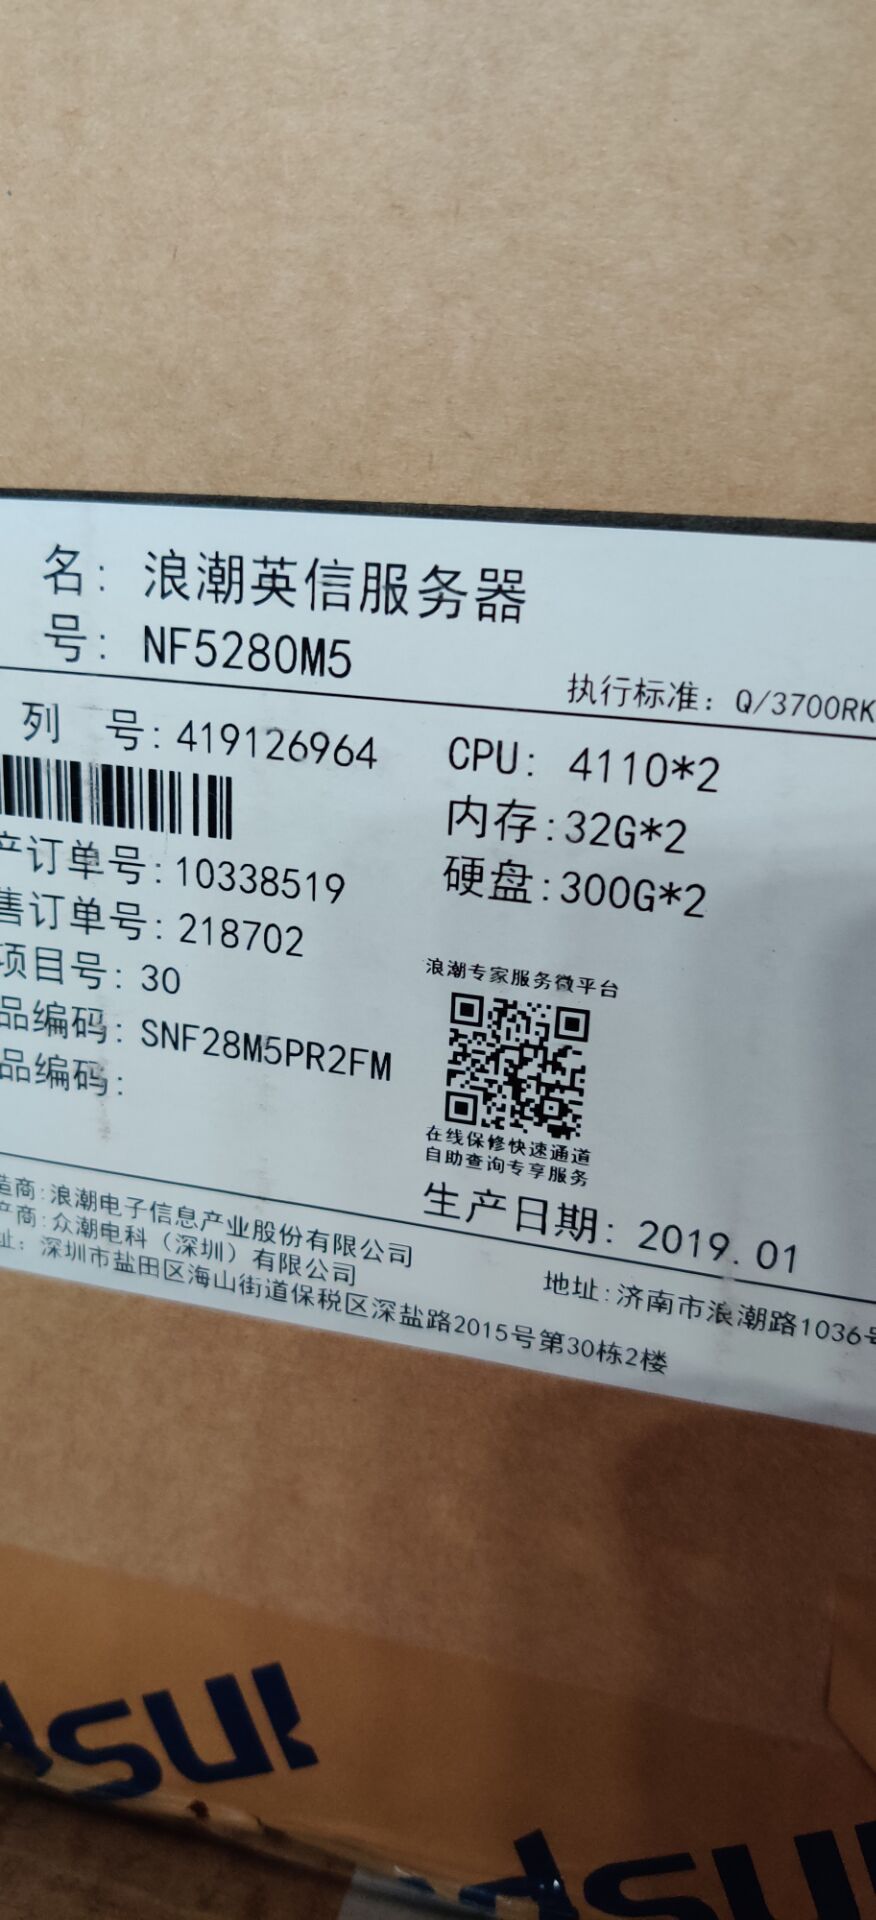 名: 浪潮英信服务器
号: NF5280M5
执行标准: Q/3700RK
列 号: 419126964
CPU: 4110*2
内存:32G*2
硬盘:300G*2
产订单号: 10338519
售订单号: 218702
项目号: 30
品编码: SNF28M5PR2FM
品编码:
浪潮专家服务微平台
在线保修快速通道
自助查询专享服务
生产日期: 2019.01
造商:浪潮电子信息产业股份有限公司
产商:众潮电科（深圳）有限公司
址: 深圳市盐田区海山街道保税区深盐路2015号第30栋2楼
地址:济南市浪潮路1036号